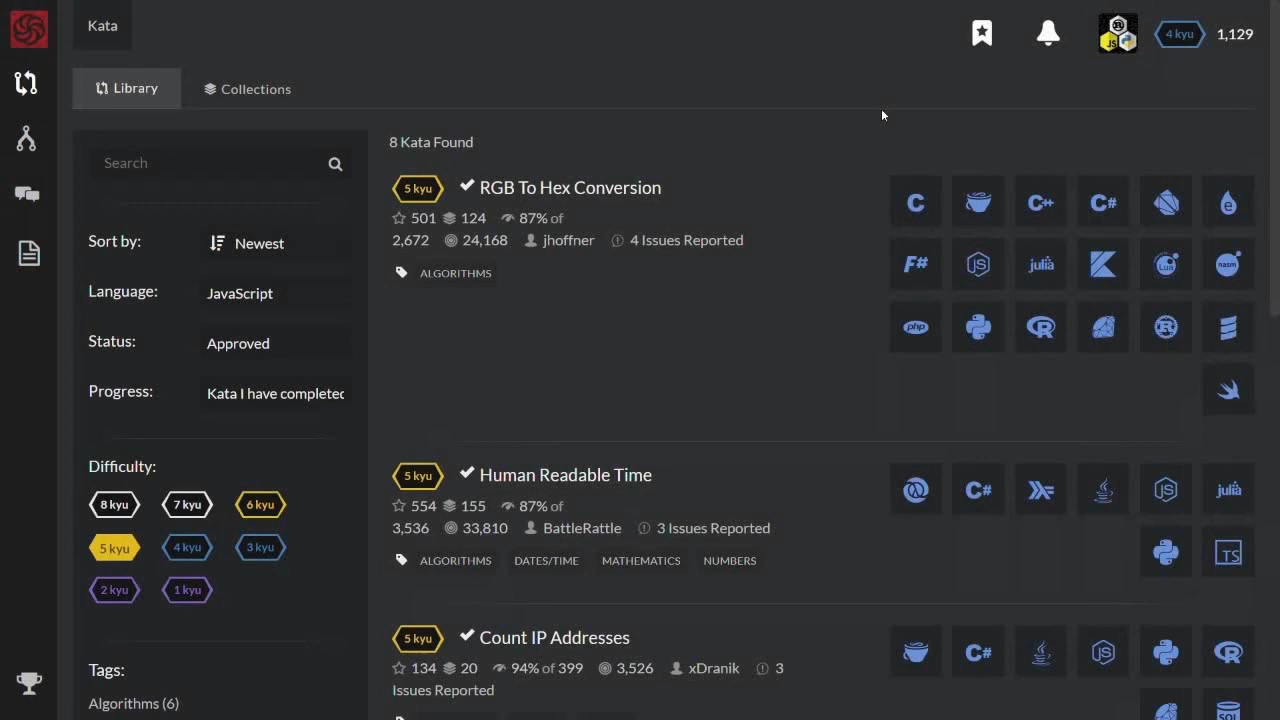 Kata
4 kyu
1,129
Library
Collections
Search
Sort by:
Newest
Language:
JavaScript
Status:
Approved
Progress:
Kata I have completed
Difficulty:
8 kyu
7 kyu
6 kyu
5 kyu
4 kyu
3 kyu
2 kyu
1 kyu
Tags:
Algorithms (6)
8 Kata Found
5 kyu
RGB To Hex Conversion
501 124 87% of
2,672 24,168 jhoffner 4 Issues Reported
ALGORITHMS
C
C++
C#
e
F#
JS
julia
Lua
nasm
php
R
R
5 kyu
Human Readable Time
554 155 87% of
3,536 33,810 BattleRattle 3 Issues Reported
ALGORITHMS DATES/TIME MATHEMATICS NUMBERS
C#
JS
julia
TS
5 kyu
Count IP Addresses
134 20 94% of 399 3,526 xDranik 3
Issues Reported
C#
JS
R
SQL